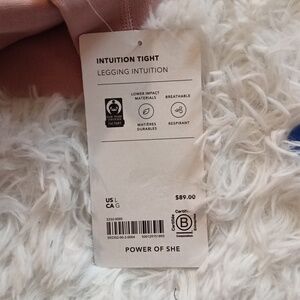 INTUITION TIGHT
LEGGING INTUITION
LOWER IMPACT
MATERIALS
BREATHABLE
MATIÈRES
DURABLES
RESPIRANT
US L
CA G
$89.00
Certified
B
Corporation
POWER OF SHE